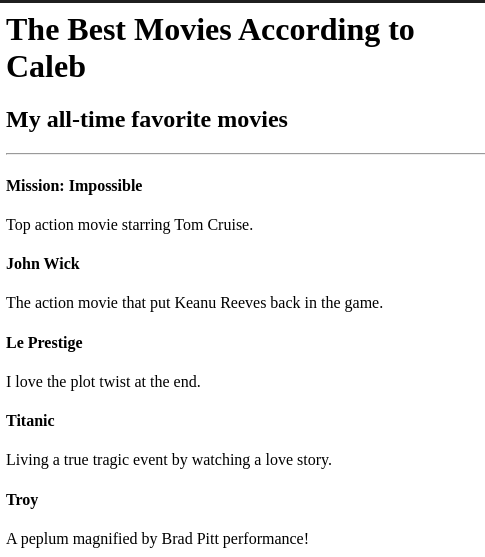 The Best Movies According to
Caleb
My all-time favorite movies
Mission: Impossible
Top action movie starring Tom Cruise.
John Wick
The action movie that put Keanu Reeves back in the game.
Le Prestige
I love the plot twist at the end.
Titanic
Living a true tragic event by watching a love story.
Troy
A peplum magnified by Brad Pitt performance!